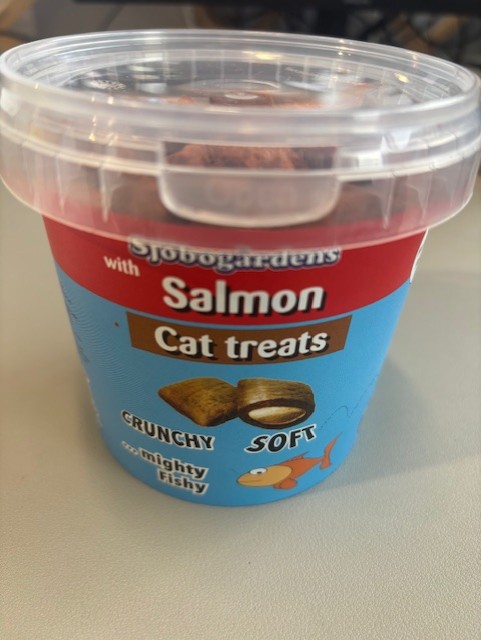 Sjöbogårdens
with
Salmon
Cat treats
CRUNCHY SOFT
mighty
Fishy